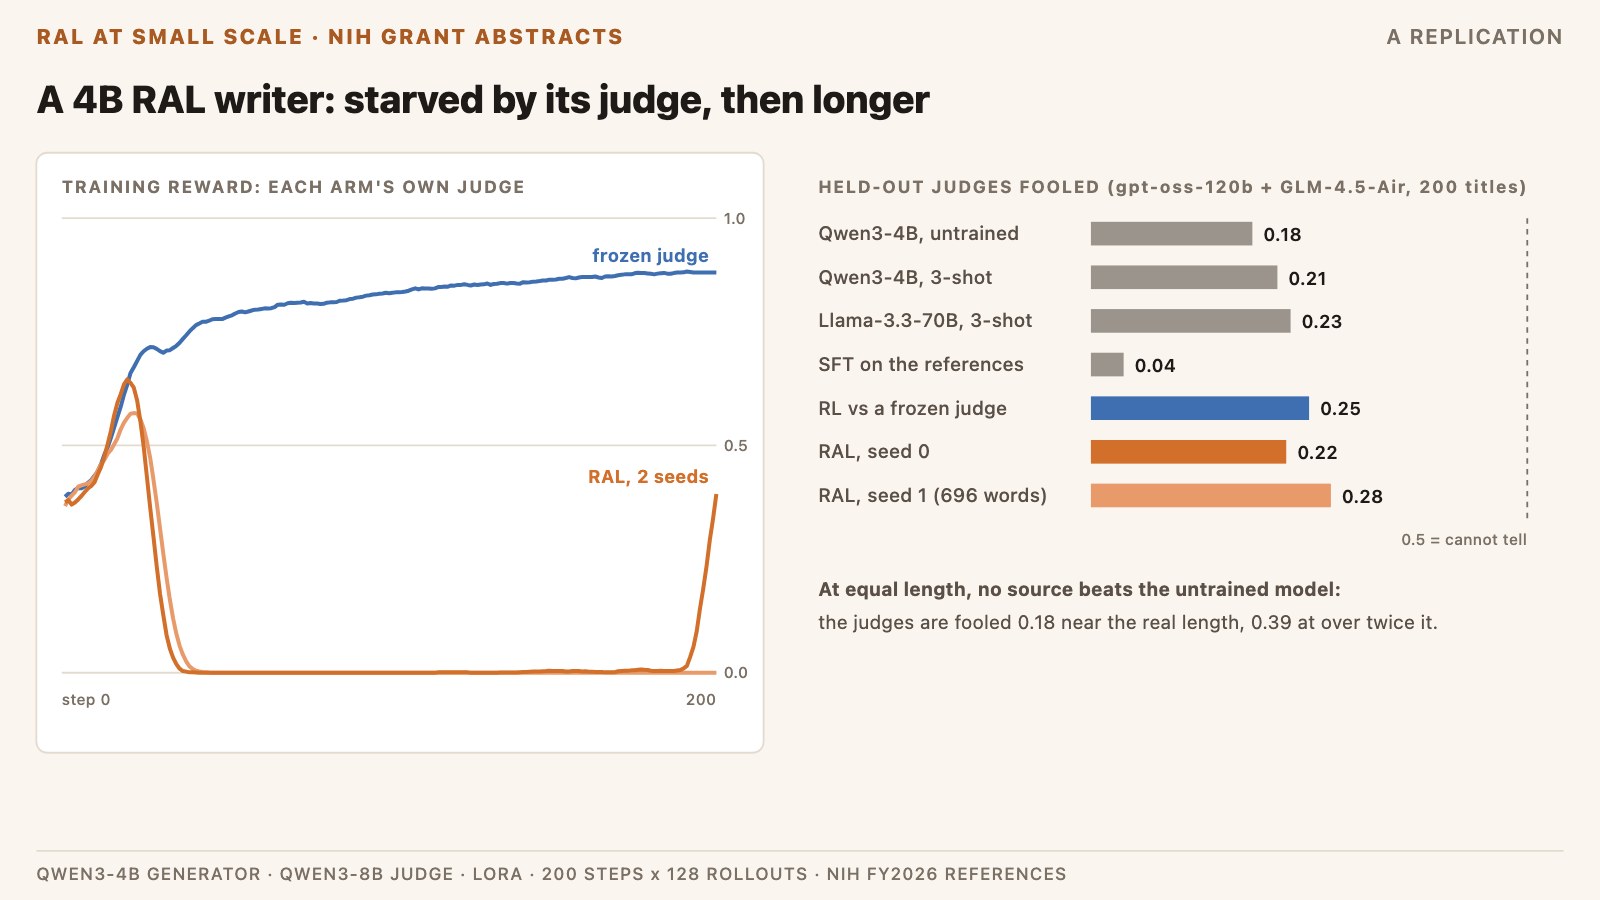 RAL AT SMALL SCALE · NIH GRANT ABSTRACTS
A REPLICATION
A 4B RAL writer: starved by its judge, then longer
TRAINING REWARD: EACH ARM'S OWN JUDGE
1.0
frozen judge
0.5
RAL, 2 seeds
0.0
step 0
200
HELD-OUT JUDGES FOOLED (gpt-oss-120b + GLM-4.5-Air, 200 titles)
Qwen3-4B, untrained 0.18
Qwen3-4B, 3-shot 0.21
Llama-3.3-70B, 3-shot 0.23
SFT on the references 0.04
RL vs a frozen judge 0.25
RAL, seed 0 0.22
RAL, seed 1 (696 words) 0.28
0.5 = cannot tell
At equal length, no source beats the untrained model:
the judges are fooled 0.18 near the real length, 0.39 at over twice it.
QWEN3-4B GENERATOR · QWEN3-8B JUDGE · LORA · 200 STEPS x 128 ROLLOUTS · NIH FY2026 REFERENCES